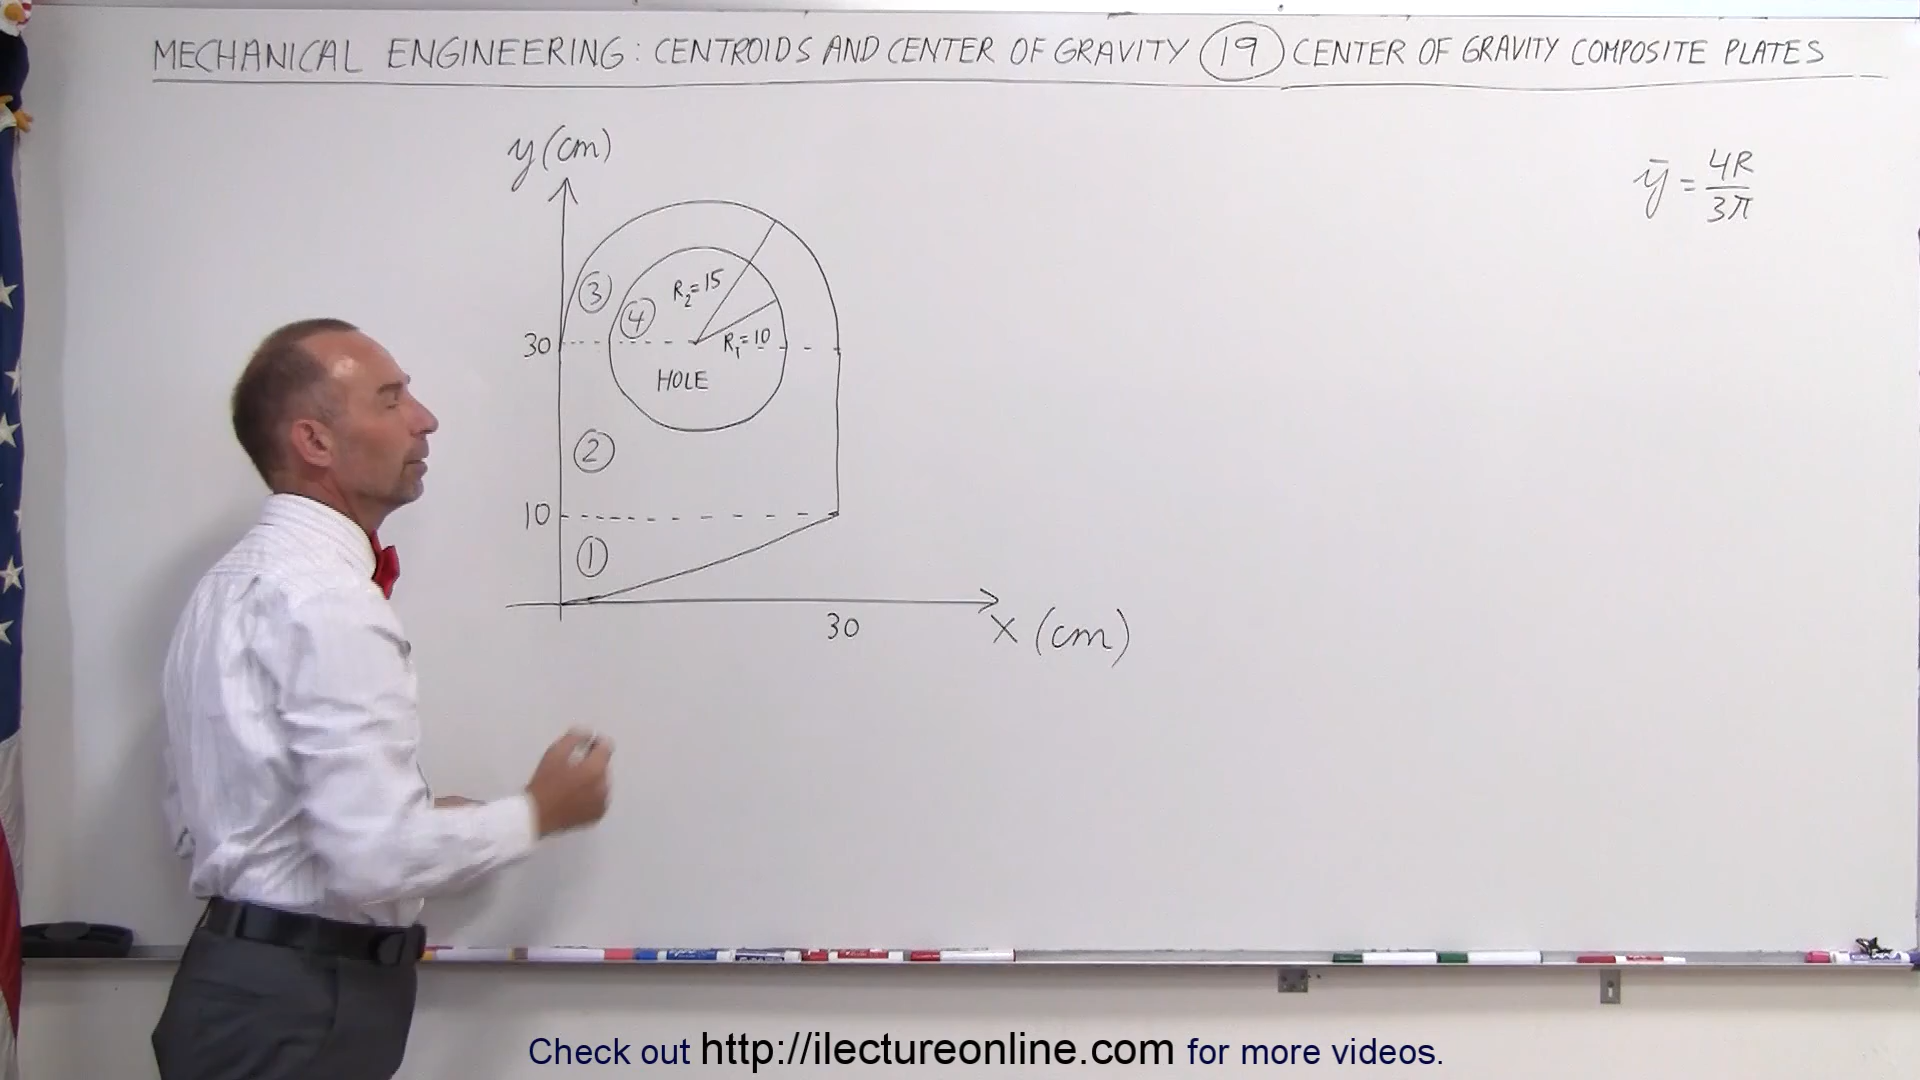 MECHANICAL ENGINEERING: CENTROIDS AND CENTER OF GRAVITY 19 CENTER OF GRAVITY COMPOSITE PLATES
y (cm)
ȳ = 4R
3π
3
R₂=15
4
30
R₁=10
HOLE
2
10
1
30
x (cm)
Check out http://ilectureonline.com for more videos.